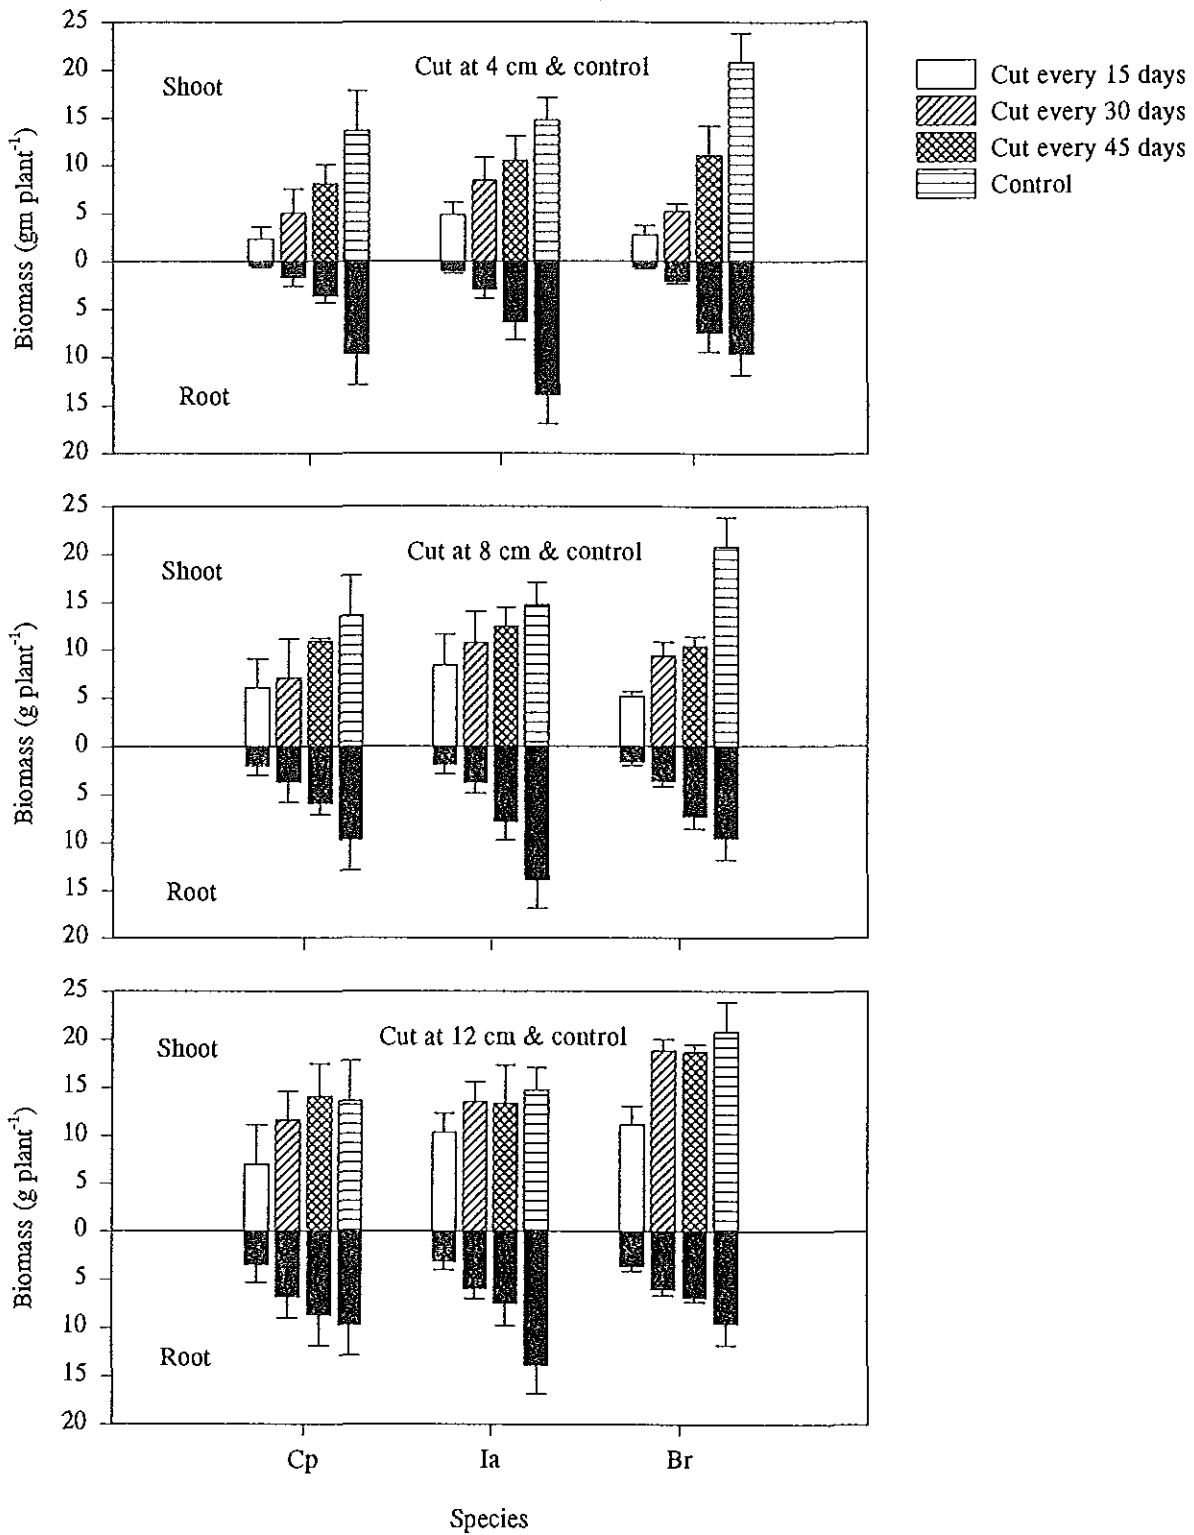 25
20
15
10
5
0
5
10
15
20
Biomass (gm plant⁻¹)
Shoot
Cut at 4 cm & control
Root
Cut every 15 days
Cut every 30 days
Cut every 45 days
Control
25
20
15
10
5
0
5
10
15
20
Biomass (g plant⁻¹)
Shoot
Cut at 8 cm & control
Root
25
20
15
10
5
0
5
10
15
20
Biomass (g plant⁻¹)
Shoot
Cut at 12 cm & control
Root
Cp Ia Br
Species